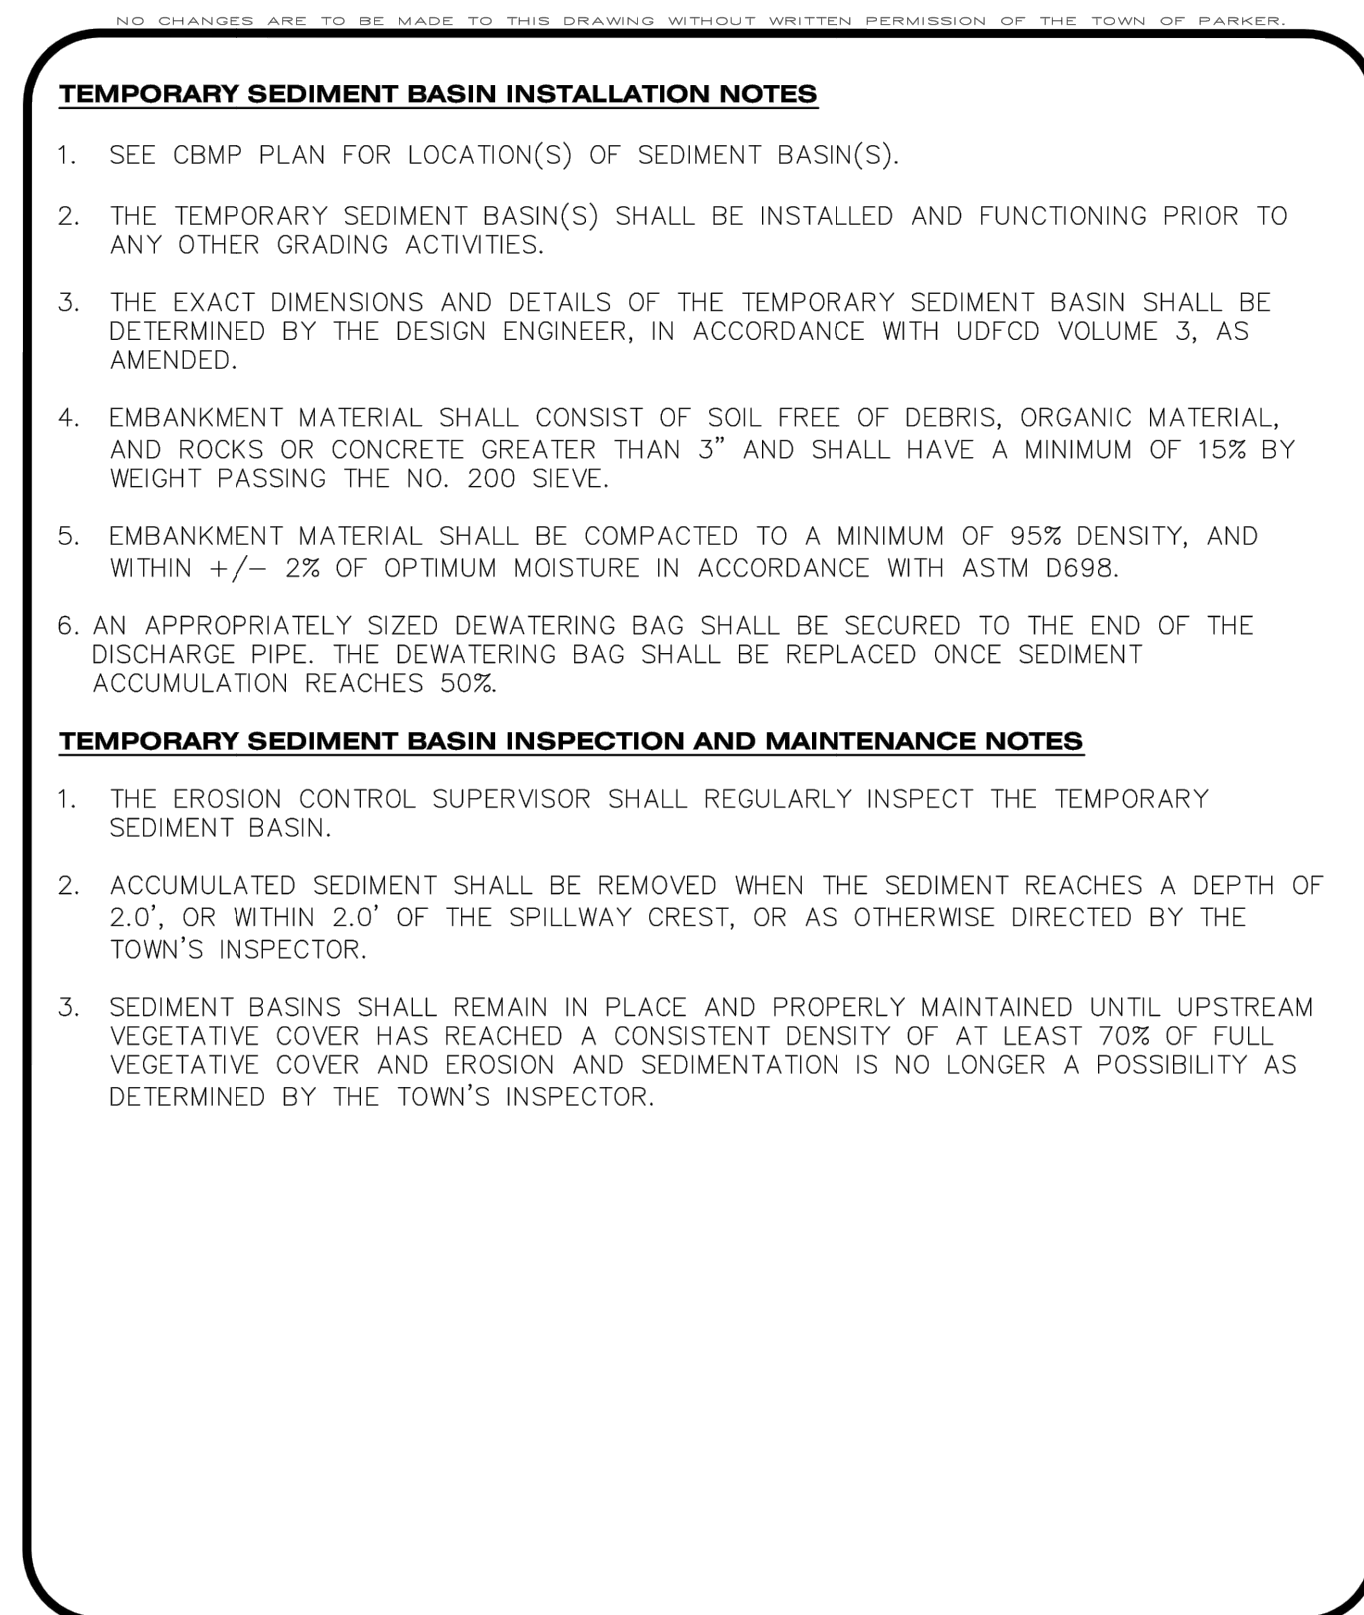 NO CHANGES ARE TO BE MADE TO THIS DRAWING WITHOUT WRITTEN PERMISSION OF THE TOWN OF PARKER.
TEMPORARY SEDIMENT BASIN INSTALLATION NOTES
1. SEE CBMP PLAN FOR LOCATION(S) OF SEDIMENT BASIN(S).
2. THE TEMPORARY SEDIMENT BASIN(S) SHALL BE INSTALLED AND FUNCTIONING PRIOR TO
ANY OTHER GRADING ACTIVITIES.
3. THE EXACT DIMENSIONS AND DETAILS OF THE TEMPORARY SEDIMENT BASIN SHALL BE
DETERMINED BY THE DESIGN ENGINEER, IN ACCORDANCE WITH UDFCD VOLUME 3, AS
AMENDED.
4. EMBANKMENT MATERIAL SHALL CONSIST OF SOIL FREE OF DEBRIS, ORGANIC MATERIAL,
AND ROCKS OR CONCRETE GREATER THAN 3" AND SHALL HAVE A MINIMUM OF 15% BY
WEIGHT PASSING THE NO. 200 SIEVE.
5. EMBANKMENT MATERIAL SHALL BE COMPACTED TO A MINIMUM OF 95% DENSITY, AND
WITHIN +/- 2% OF OPTIMUM MOISTURE IN ACCORDANCE WITH ASTM D698.
6. AN APPROPRIATELY SIZED DEWATERING BAG SHALL BE SECURED TO THE END OF THE
DISCHARGE PIPE. THE DEWATERING BAG SHALL BE REPLACED ONCE SEDIMENT
ACCUMULATION REACHES 50%.
TEMPORARY SEDIMENT BASIN INSPECTION AND MAINTENANCE NOTES
1. THE EROSION CONTROL SUPERVISOR SHALL REGULARLY INSPECT THE TEMPORARY
SEDIMENT BASIN.
2. ACCUMULATED SEDIMENT SHALL BE REMOVED WHEN THE SEDIMENT REACHES A DEPTH OF
2.0', OR WITHIN 2.0' OF THE SPILLWAY CREST, OR AS OTHERWISE DIRECTED BY THE
TOWN'S INSPECTOR.
3. SEDIMENT BASINS SHALL REMAIN IN PLACE AND PROPERLY MAINTAINED UNTIL UPSTREAM
VEGETATIVE COVER HAS REACHED A CONSISTENT DENSITY OF AT LEAST 70% OF FULL
VEGETATIVE COVER AND EROSION AND SEDIMENTATION IS NO LONGER A POSSIBILITY AS
DETERMINED BY THE TOWN'S INSPECTOR.